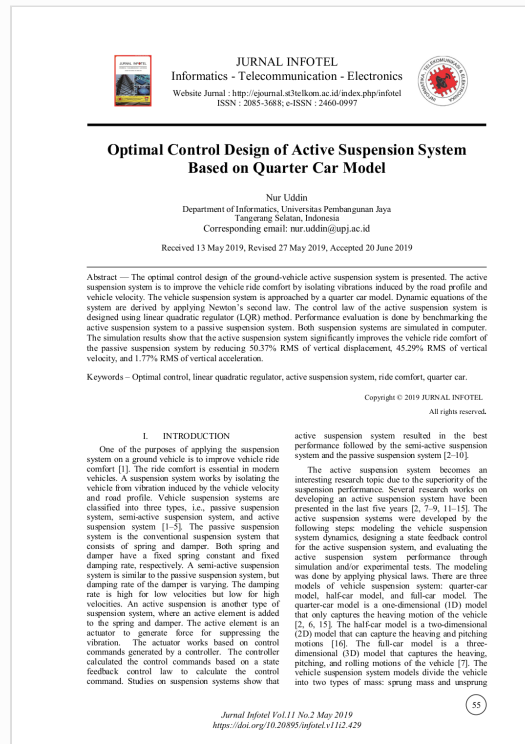 JURNAL INFOTEL
Informatics - Telecommunication - Electronics
Website Jurnal : http://ejournal.st3telkom.ac.id/index.php/infotel
ISSN : 2085-3688; e-ISSN : 2460-0997
Optimal Control Design of Active Suspension System
Based on Quarter Car Model
Nur Uddin
Department of Informatics, Universitas Pembangunan Jaya
Tangerang Selatan, Indonesia
Corresponding email: nur.uddin@upj.ac.id
Received 13 May 2019, Revised 27 May 2019, Accepted 20 June 2019
Abstract — The optimal control design of the ground-vehicle active suspension system is presented. The active
suspension system is to improve the vehicle ride comfort by isolating vibrations induced by the road profile and
vehicle velocity. The vehicle suspension system is approached by a quarter car model. Dynamic equations of the
system are derived by applying Newton's second law. The control law of the active suspension system is
designed using linear quadratic regulator (LQR) method. Performance evaluation is done by benchmarking the
active suspension system to a passive suspension system. Both suspension systems are simulated in computer.
The simulation results show that the active suspension system significantly improves the vehicle ride comfort of
the passive suspension system by reducing 50.37% RMS of vertical displacement, 45.29% RMS of vertical
velocity, and 1.77% RMS of vertical acceleration.
Keywords – Optimal control, linear quadratic regulator, active suspension system, ride comfort, quarter car.
Copyright © 2019 JURNAL INFOTEL
All rights reserved.
I. INTRODUCTION
One of the purposes of applying the suspension
system on a ground vehicle is to improve vehicle ride
comfort [1]. The ride comfort is essential in modern
vehicles. A suspension system works by isolating the
vehicle from vibration induced by the vehicle velocity
and road profile. Vehicle suspension systems are
classified into three types, i.e., passive suspension
system, semi-active suspension system, and active
suspension system [1–5]. The passive suspension
system is the conventional suspension system that
consists of spring and damper. Both spring and
damper have a fixed spring constant and fixed
damping rate, respectively. A semi-active suspension
system is similar to the passive suspension system, but
damping rate of the damper is varying. The damping
rate is high for low velocities but low for high
velocities. An active suspension is another type of
suspension system, where an active element is added
to the spring and damper. The active element is an
actuator to generate force for suppressing the
vibration. The actuator works based on control
commands generated by a controller. The controller
calculated the control commands based on a state
feedback control law to calculate the control
command. Studies on suspension systems show that
active suspension system resulted in the best
performance followed by the semi-active suspension
system and the passive suspension system [2–10].
The active suspension system becomes an
interesting research topic due to the superiority of the
suspension performance. Several research works on
developing an active suspension system have been
presented in the last five years [2, 7–9, 11–15]. The
active suspension systems were developed by the
following steps: modeling the vehicle suspension
system dynamics, designing a state feedback control
for the active suspension system, and evaluating the
active suspension system performance through
simulation and/or experimental tests. The modeling
was done by applying physical laws. There are three
models of vehicle suspension system: quarter-car
model, half-car model, and full-car model. The
quarter-car model is a one-dimensional (1D) model
that only captures the heaving motion of the vehicle
[2, 6, 15]. The half-car model is a two-dimensional
(2D) model that can capture the heaving and pitching
motions [16]. The full-car model is a three-
dimensional (3D) model that captures the heaving,
pitching, and rolling motions of the vehicle [7]. The
vehicle suspension system models divide the vehicle
into two types of mass: sprung mass and unsprung
55
Jurnal Infotel Vol.11 No.2 May 2019
https://doi.org/10.20895/infotel.v11i2.429